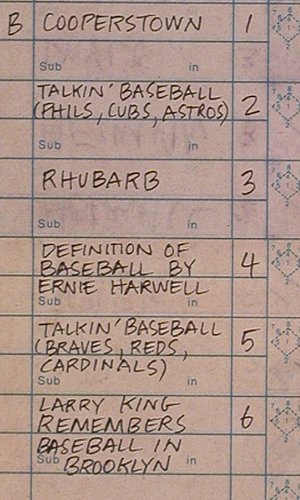 B COOPERSTOWN 1
Sub in
TALKIN' BASEBALL
(PHILS, CUBS, ASTROS) 2
Sub in
RHUBARB 3
Sub in
DEFINITION OF
BASEBALL BY 4
ERNIE HARWELL
Sub in
TALKIN' BASEBALL
(BRAVES, REDS, 5
CARDINALS)
Sub in
LARRY KING
REMEMBERS 6
BASEBALL IN
Sub in
BROOKLYN